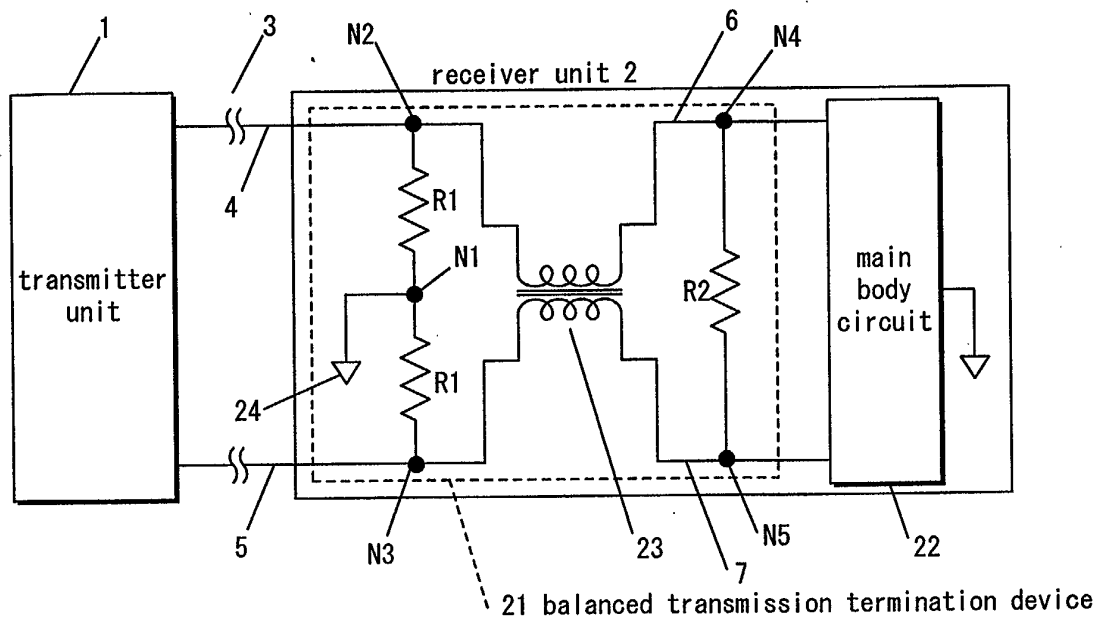 1
3
N2
6
N4
receiver unit 2
4
R1
N1
transmitter
unit
R2
main
body
circuit
R1
24
5
N3
23
7
N5
22
21 balanced transmission termination device